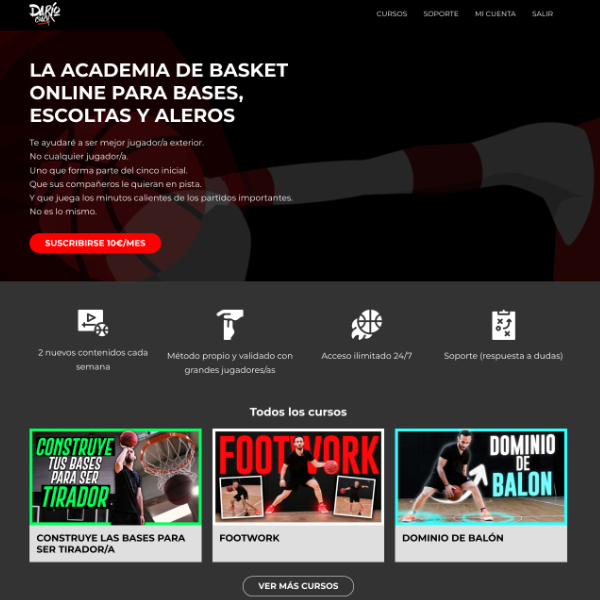 DARÍO
COACH
CURSOS SOPORTE MI CUENTA SALIR
LA ACADEMIA DE BASKET
ONLINE PARA BASES,
ESCOLTAS Y ALEROS
Te ayudaré a ser mejor jugador/a exterior.
No cualquier jugador/a.
Uno que forma parte del cinco inicial.
Que sus compañeros le quieran en pista.
Y que juega los minutos calientes de los partidos importantes.
No es lo mismo.
SUSCRIBIRSE 10€/MES
2 nuevos contenidos cada
semana
Método propio y validado con
grandes jugadores/as
Acceso ilimitado 24/7
Soporte (respuesta a dudas)
Todos los cursos
CONSTRUYE
TUS BASES
PARA SER
TIRADOR
FOOTWORK
DOMINIO
DE
BALON
CONSTRUYE LAS BASES PARA
SER TIRADOR/A
FOOTWORK
DOMINIO DE BALÓN
VER MÁS CURSOS